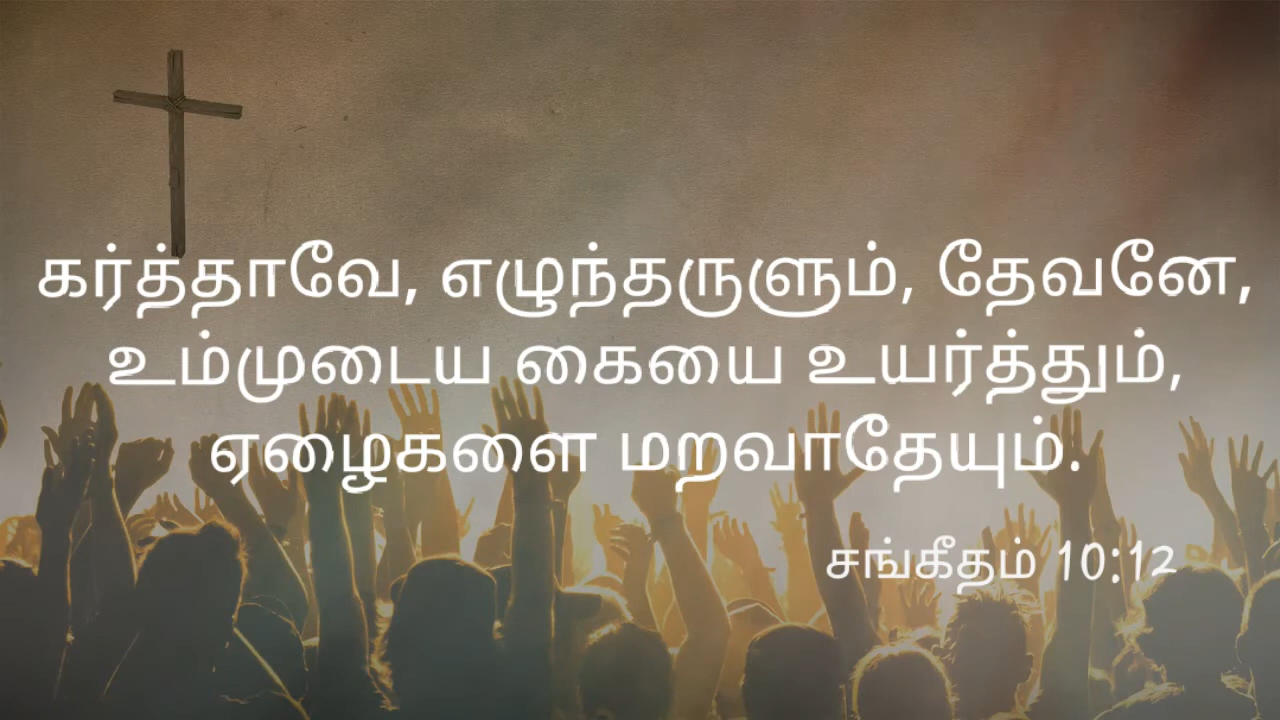 கர்த்தாவே, எழுந்தருளும், தேவனே,
உம்முடைய கையை உயர்த்தும்,
ஏழைகளை மறவாதேயும்.
சங்கீதம் 10:12